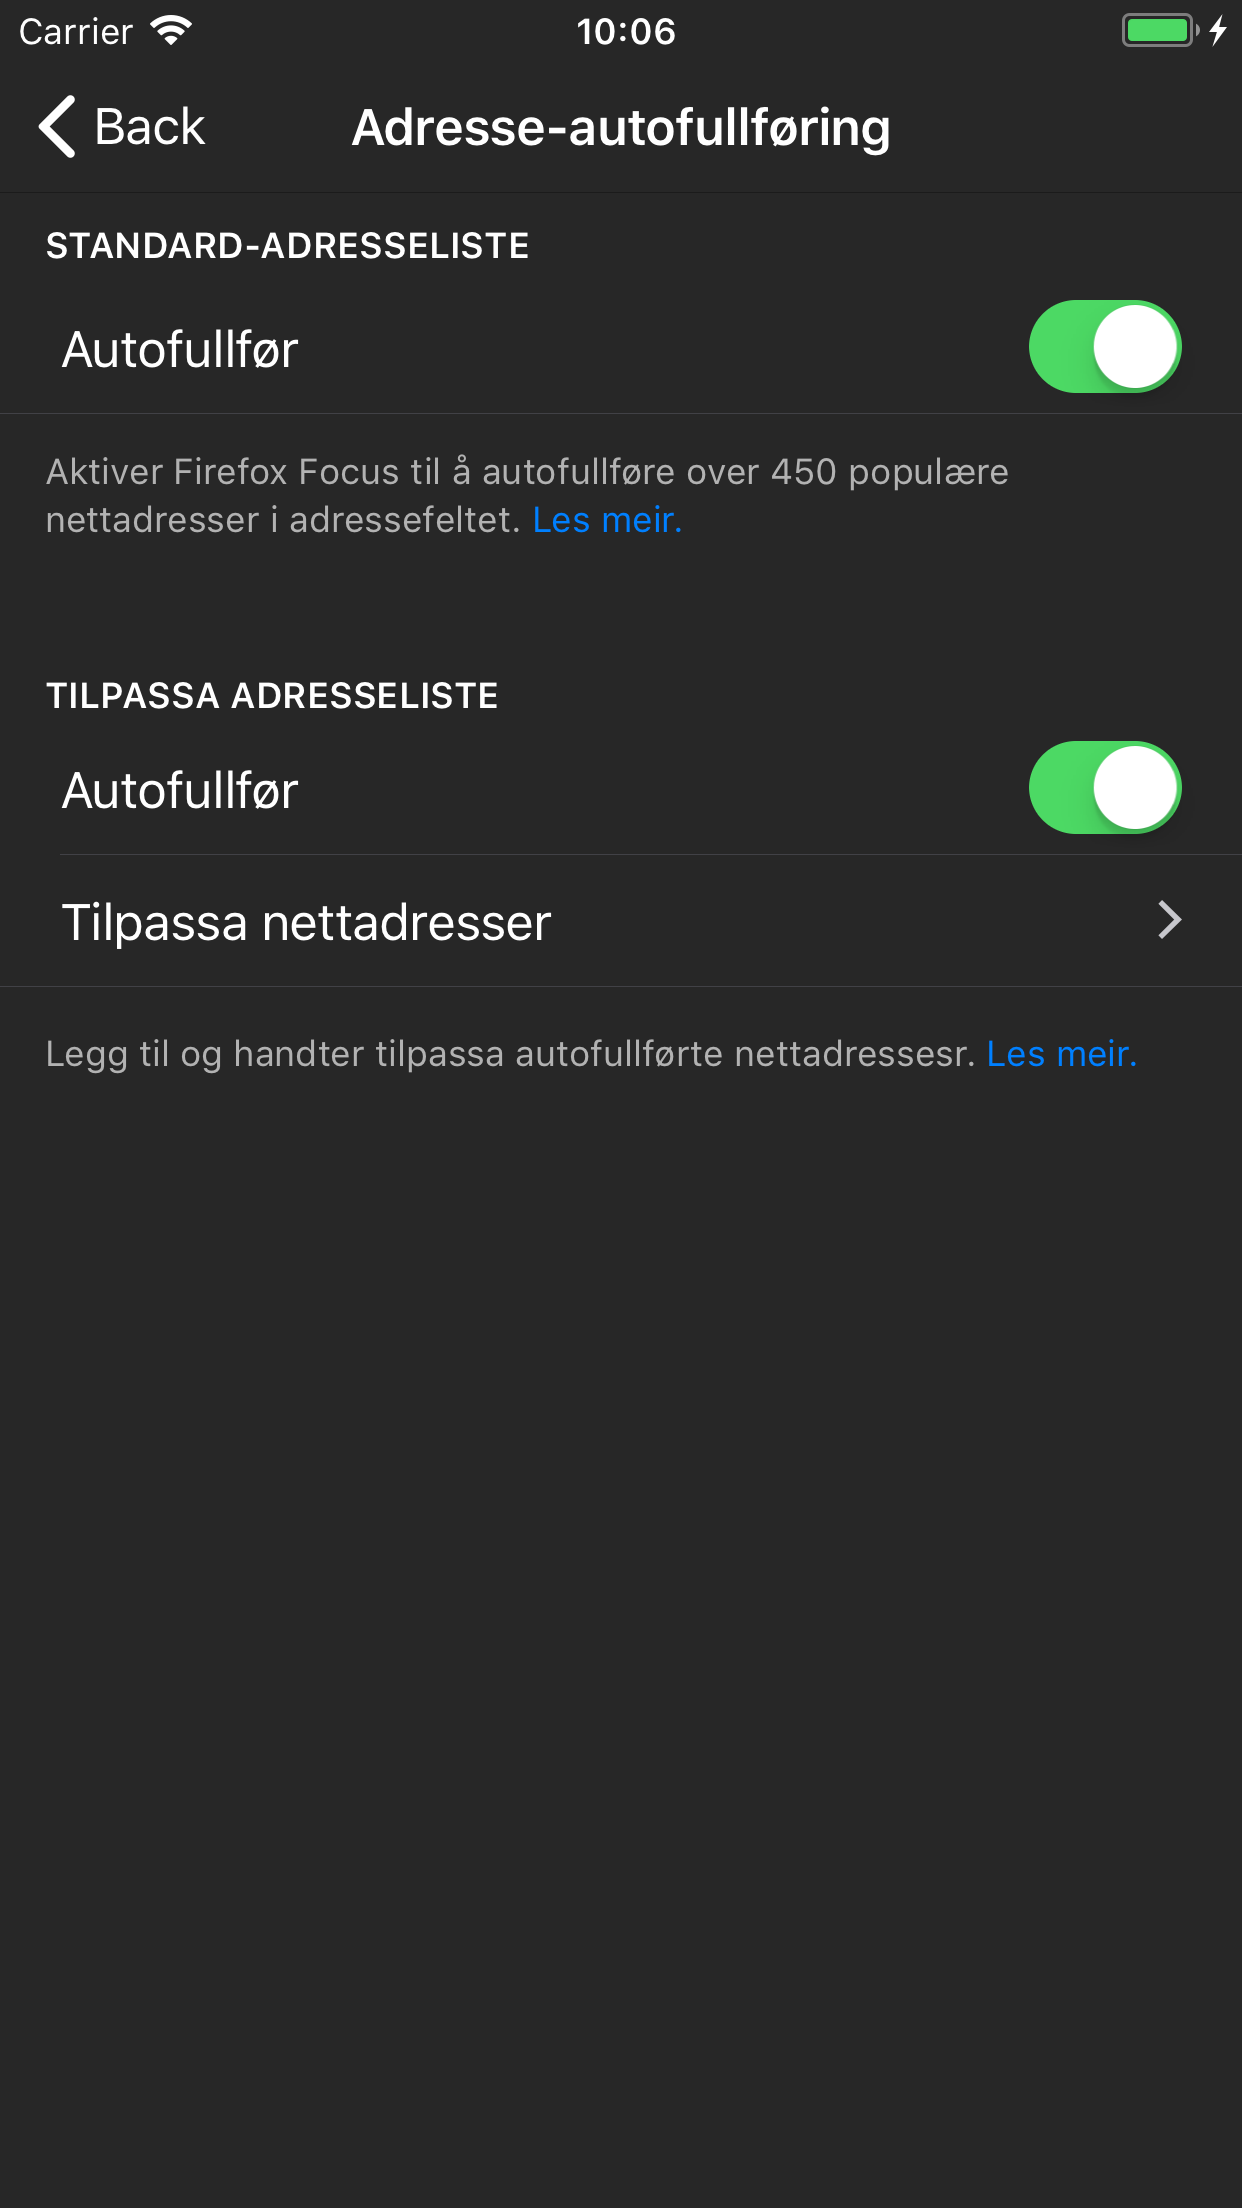 Carrier
10:06
Back
Adresse-autofullføring
STANDARD-ADRESSELISTE
Autofullfør
Aktiver Firefox Focus til å autofullføre over 450 populære
nettadresser i adressefeltet. Les meir.
TILPASSA ADRESSELISTE
Autofullfør
Tilpassa nettadresser
Legg til og handter tilpassa autofullførte nettadressesr. Les meir.